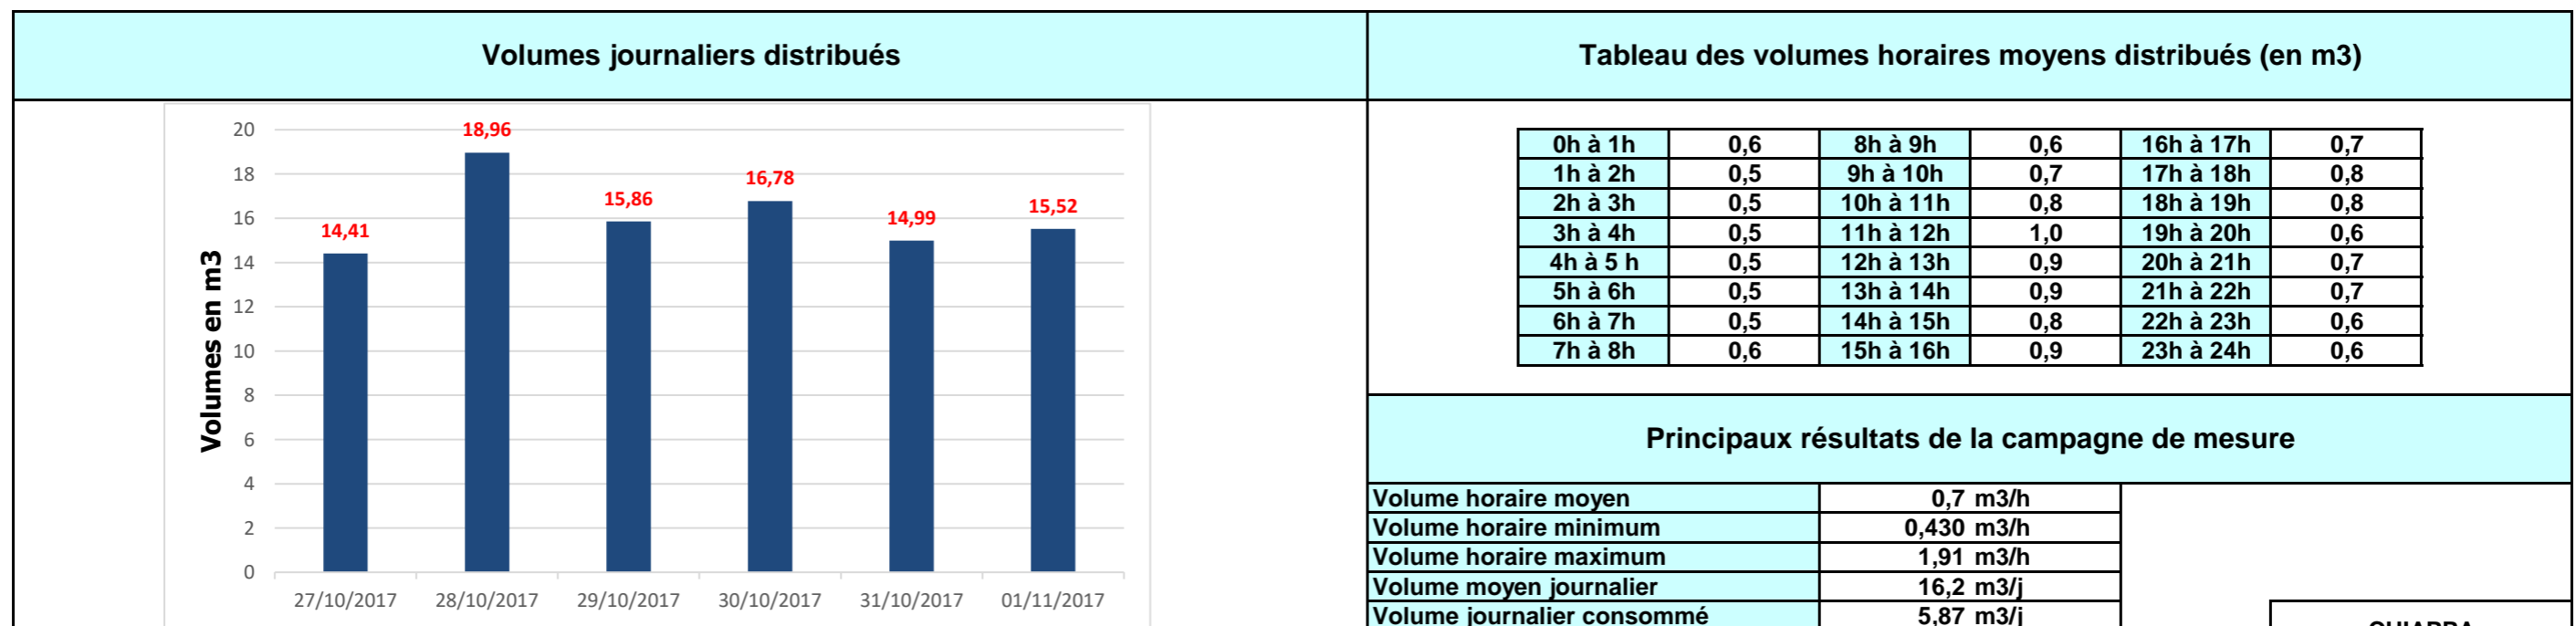 Volumes journaliers distribués
20
18
16
14
12
10
8
6
4
2
0
Volumes en m3
14,41
18,96
15,86
16,78
14,99
15,52
27/10/2017 28/10/2017 29/10/2017 30/10/2017 31/10/2017 01/11/2017
Tableau des volumes horaires moyens distribués (en m3)
0h à 1h 0,6 8h à 9h 0,6 16h à 17h 0,7
1h à 2h 0,5 9h à 10h 0,7 17h à 18h 0,8
2h à 3h 0,5 10h à 11h 0,8 18h à 19h 0,8
3h à 4h 0,5 11h à 12h 1,0 19h à 20h 0,6
4h à 5 h 0,5 12h à 13h 0,9 20h à 21h 0,7
5h à 6h 0,5 13h à 14h 0,9 21h à 22h 0,7
6h à 7h 0,5 14h à 15h 0,8 22h à 23h 0,6
7h à 8h 0,6 15h à 16h 0,9 23h à 24h 0,6
Principaux résultats de la campagne de mesure
Volume horaire moyen 0,7 m3/h
Volume horaire minimum 0,430 m3/h
Volume horaire maximum 1,91 m3/h
Volume moyen journalier 16,2 m3/j
Volume journalier consommé 5,87 m3/j